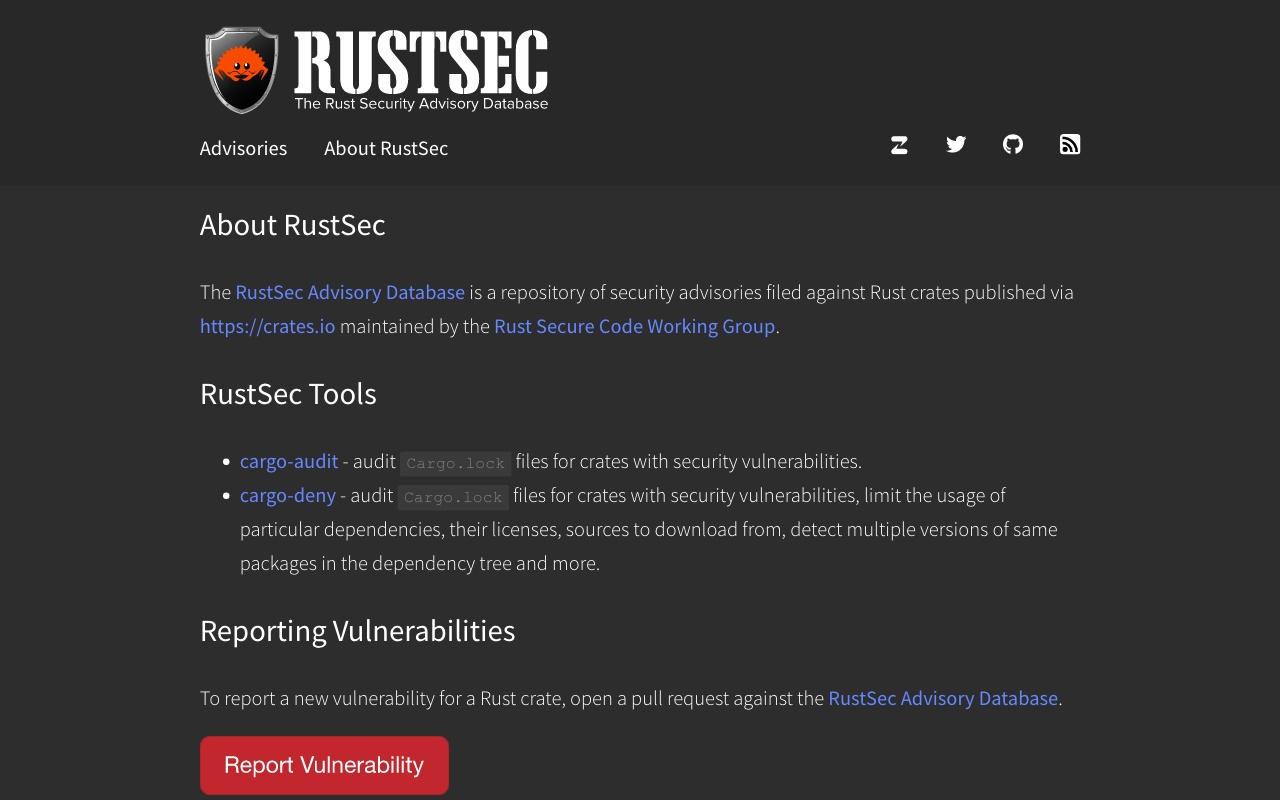 RUSTSEC
The Rust Security Advisory Database
Advisories About RustSec
About RustSec
The RustSec Advisory Database is a repository of security advisories filed against Rust crates published via
https://crates.io maintained by the Rust Secure Code Working Group.
RustSec Tools
cargo-audit - audit Cargo.lock files for crates with security vulnerabilities.
cargo-deny - audit Cargo.lock files for crates with security vulnerabilities, limit the usage of
particular dependencies, their licenses, sources to download from, detect multiple versions of same
packages in the dependency tree and more.
Reporting Vulnerabilities
To report a new vulnerability for a Rust crate, open a pull request against the RustSec Advisory Database.
Report Vulnerability